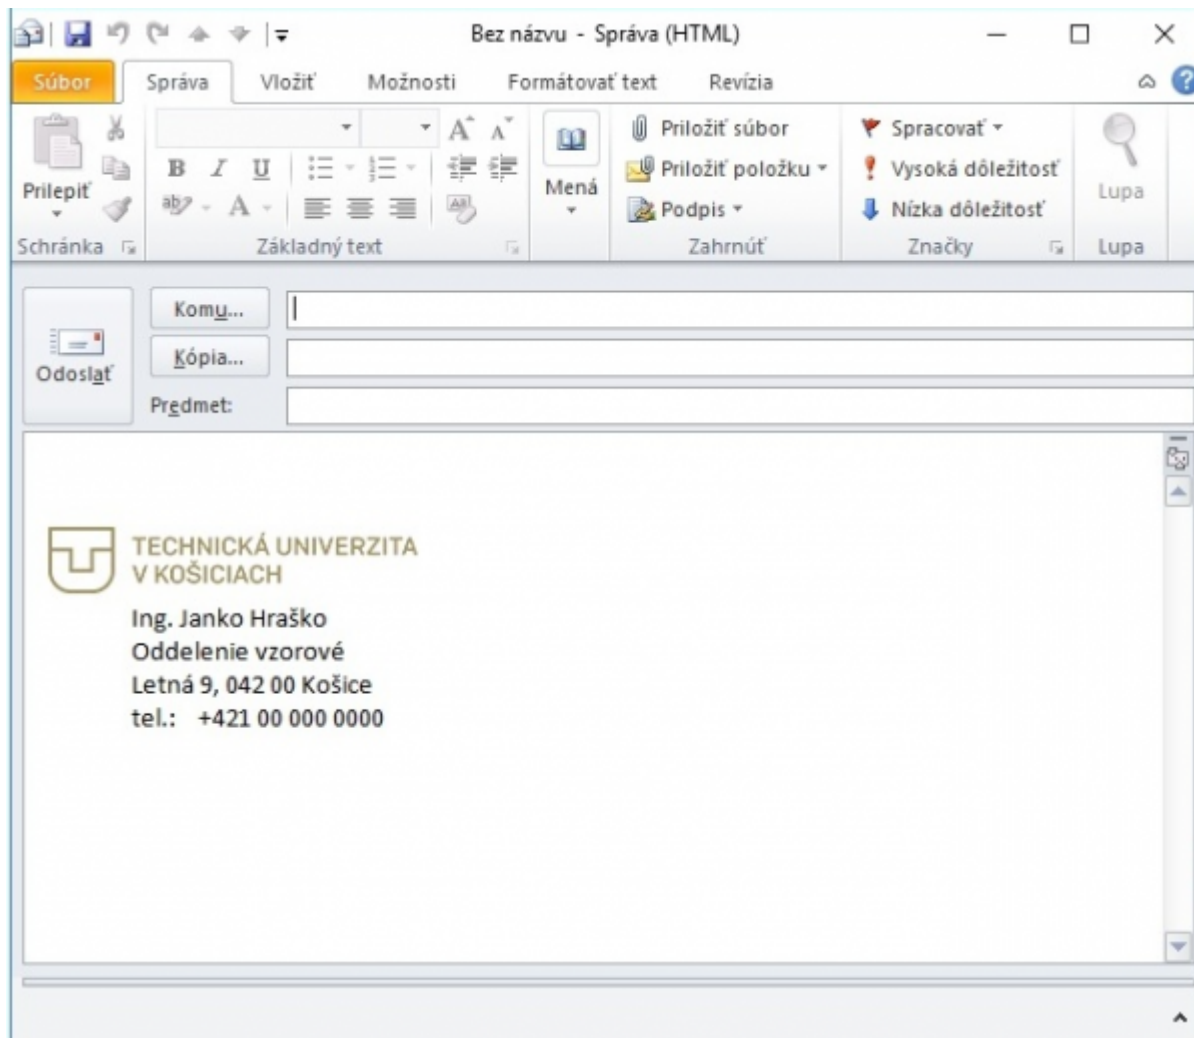 Bez názvu - Správa (HTML)
Súbor Správa Vložiť Možnosti Formátovať text Revízia
Prilepiť
Schránka
B I U
ab A
Aa
Základný text
Mená
Priložiť súbor
Priložiť položku
Podpis
Zahrnúť
Spracovať
Vysoká dôležitosť
Nízka dôležitosť
Značky
Lupa
Lupa
Odoslať
Komu...
Kópia...
Predmet:
TECHNICKÁ UNIVERZITA
V KOŠICIACH
Ing. Janko Hraško
Oddelenie vzorové
Letná 9, 042 00 Košice
tel.: +421 00 000 0000